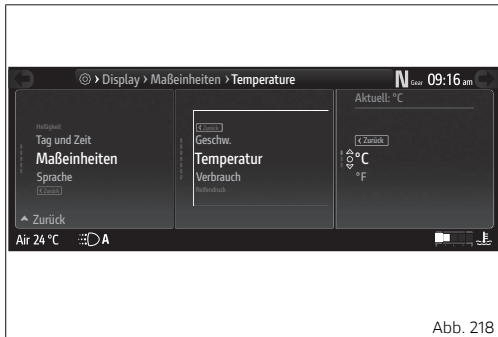 Display › Maßeinheiten › Temperature
N Gear 09:16 am
Helligkeit
Tag und Zeit
Maßeinheiten
Sprache
Zurück
Zurück
Zurück
Geschw.
Temperatur
Verbrauch
Reifendruck
Aktuell: °C
Zurück
°C
°F
Air 24 °C
A
Abb. 218